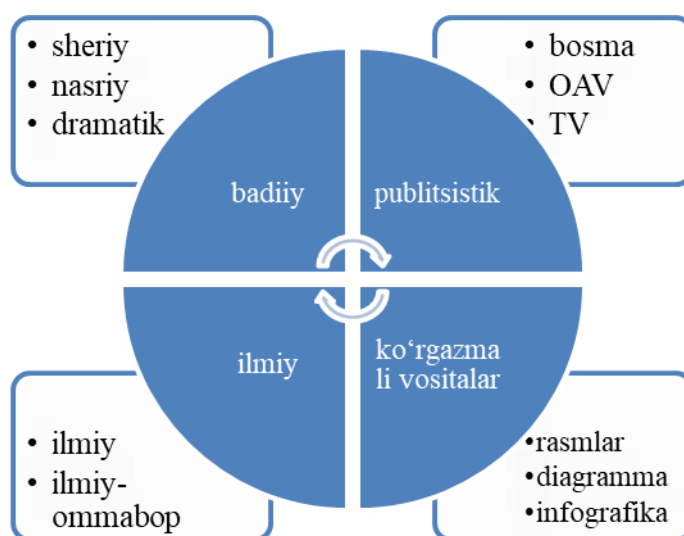 • sheriy
• nasriy
• dramatik
• bosma
• OAV
• TV
badiiy
publitsistik
ilmiy
ko‘rgazma
li vositalar
• ilmiy
• ilmiy-
ommabop
•rasmlar
•diagramma
•infografika